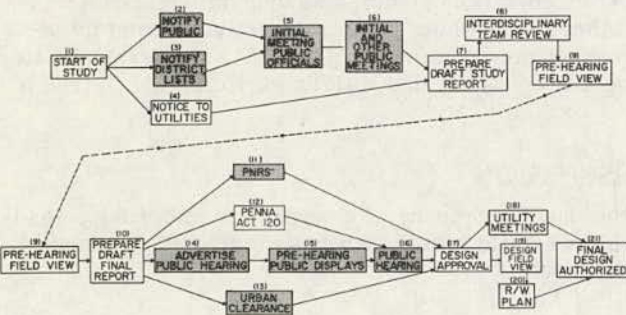 (1)
START OF
STUDY
(2)
NOTIFY
PUBLIC
(3)
NOTIFY
DISTRICT
LISTS
(4)
NOTICE TO
UTILITIES
(5)
INITIAL
MEETING
PUBLIC
OFFICIALS
(6)
INITIAL
AND
OTHER
PUBLIC
MEETINGS
(7)
PREPARE
DRAFT STUDY
REPORT
(8)
INTERDISCIPLINARY
TEAM REVIEW
(9)
PRE-HEARING
FIELD VIEW
(9)
PRE-HEARING
FIELD VIEW
(10)
PREPARE
DRAFT
FINAL
REPORT
(11)
PNRS
(12)
PENNA.
ACT 120
(14)
ADVERTISE
PUBLIC HEARING
(13)
URBAN
CLEARANCE
(15)
PRE-HEARING
PUBLIC DISPLAYS
(16)
PUBLIC
HEARING
(17)
DESIGN
APPROVAL
(18)
UTILITY
MEETINGS
(19)
DESIGN
FIELD
VIEW
(20)
R/W
PLAN
(21)
FINAL
DESIGN
AUTHORIZED